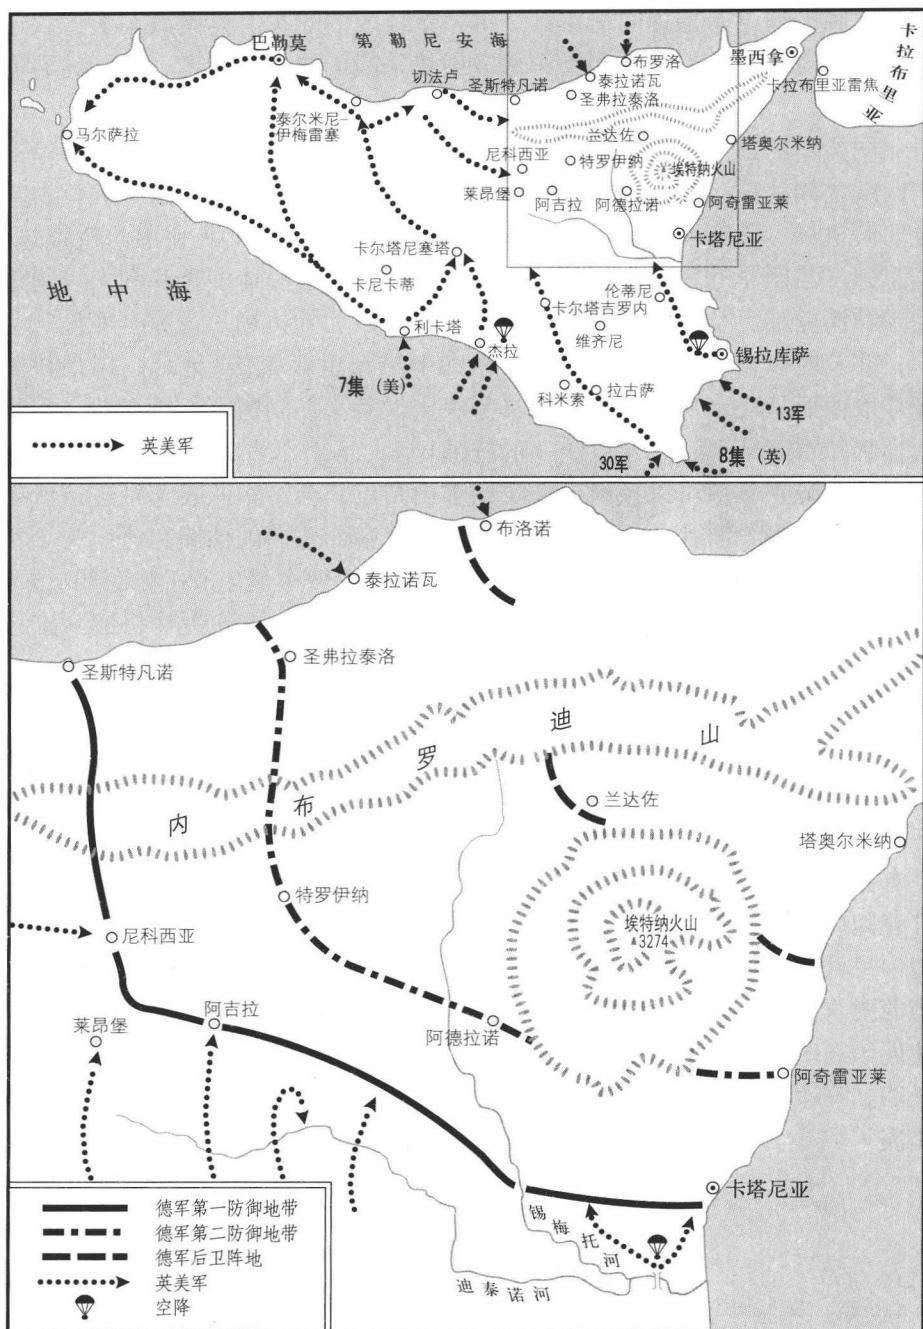 卡拉布里亚
巴勒莫
第勒尼安海
布罗洛
墨西拿
切法卢
圣斯特凡诺
泰拉诺瓦
卡拉布里亚雷焦
圣弗拉泰洛
泰尔米尼-
伊梅雷塞
马尔萨拉
兰达佐
塔奥尔米纳
尼科西亚
特罗伊纳
埃特纳火山
莱昂堡
阿吉拉
阿德拉诺
阿奇雷亚莱
卡塔尼亚
卡尔塔尼塞塔
卡尼卡蒂
地中海
伦蒂尼
卡尔塔吉罗内
利卡塔
杰拉
维齐尼
锡拉库萨
7集(美)
科米索
拉古萨
13军
8集(英)
30军
英美军
布洛诺
泰拉诺瓦
圣弗拉泰洛
圣斯特凡诺
内布罗迪山
兰达佐
塔奥尔米纳
特罗伊纳
埃特纳火山
3274
尼科西亚
阿吉拉
莱昂堡
阿德拉诺
阿奇雷亚莱
卡塔尼亚
锡梅托河
迪泰诺河
德军第一防御地带
德军第二防御地带
德军后卫阵地
英美军
空降